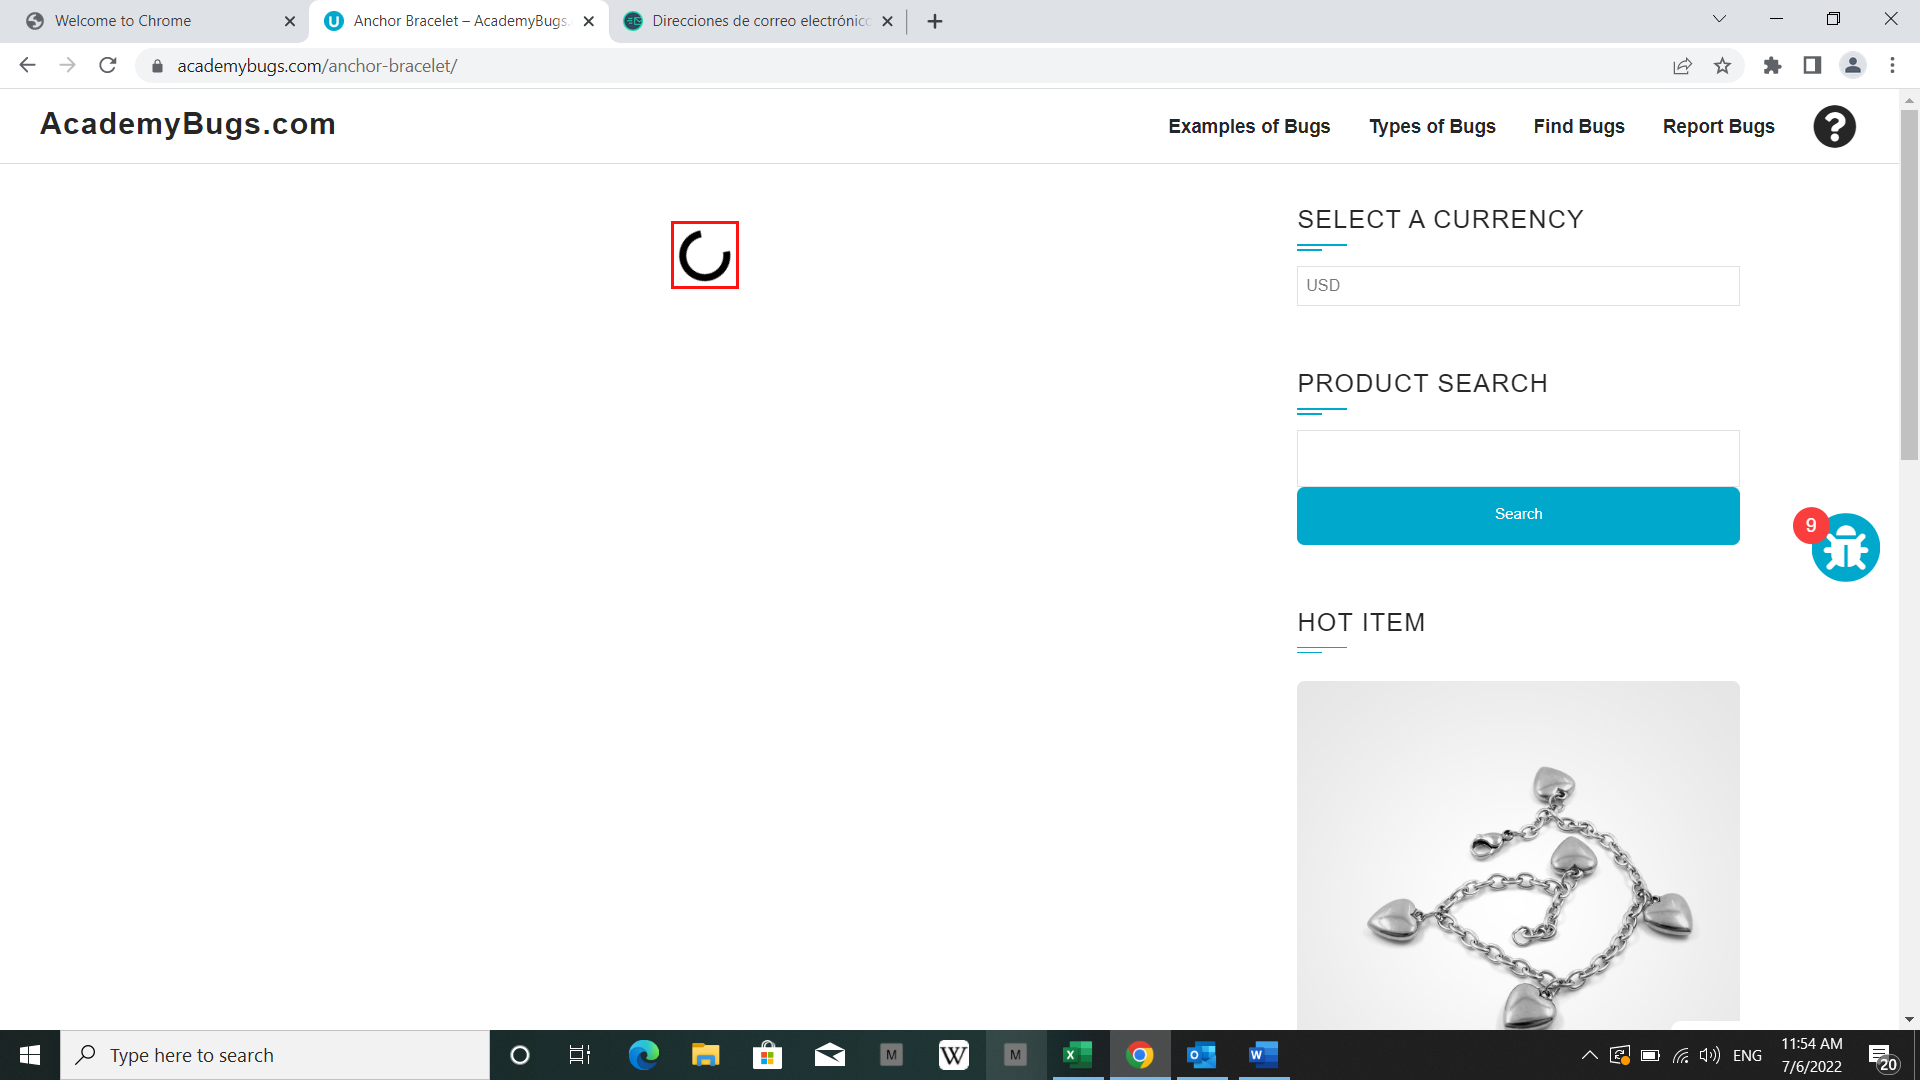 Welcome to Chrome
Anchor Bracelet – AcademyBugs.
Direcciones de correo electrónic
academybugs.com/anchor-bracelet/
AcademyBugs.com
Examples of Bugs
Types of Bugs
Find Bugs
Report Bugs
?
SELECT A CURRENCY
USD
PRODUCT SEARCH
Search
9
HOT ITEM
Type here to search
M
W
M
ENG
11:54 AM
7/6/2022
20